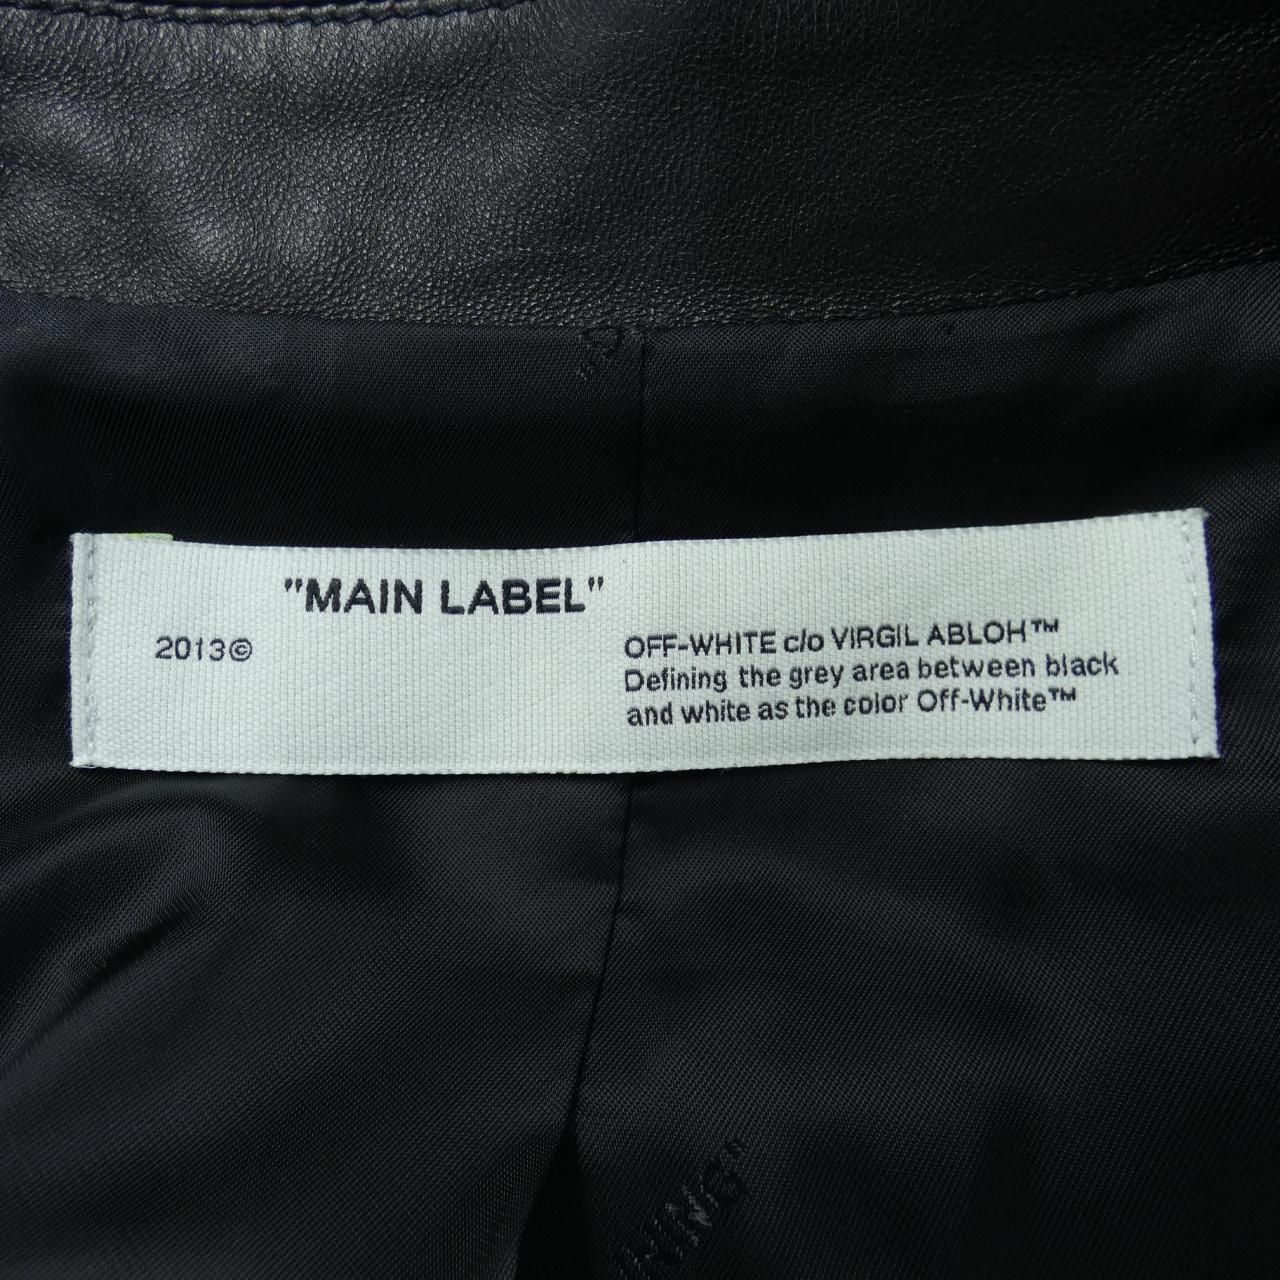 "MAIN LABEL"
2013©
OFF-WHITE c/o VIRGIL ABLOH™
Defining the grey area between black
and white as the color Off-White™